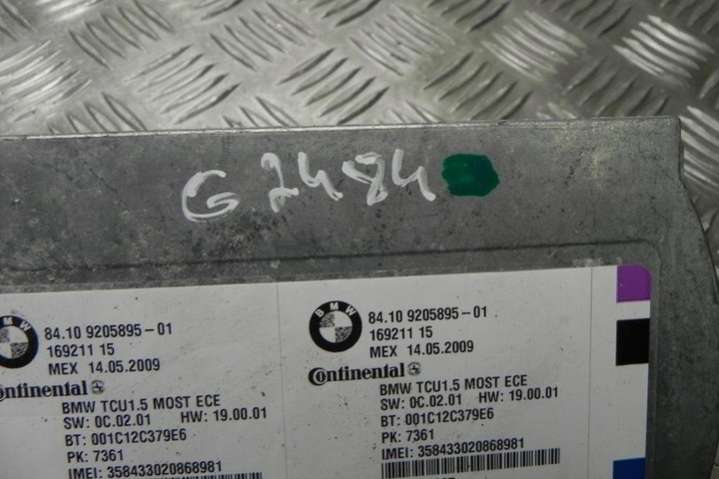 G 2484
BMW
84.10 9205895-01
169211 15
MEX 14.05.2009
Continental
BMW TCU1.5 MOST ECE
SW: 0C.02.01 HW: 19.00.01
BT: 001C12C379E6
PK: 7361
IMEI: 358433020868981
BMW
84.10 9205895-01
169211 15
MEX 14.05.2009
Continental
BMW TCU1.5 MOST ECE
SW: 0C.02.01 HW: 19.00.01
BT: 001C12C379E6
PK: 7361
IMEI: 358433020868981